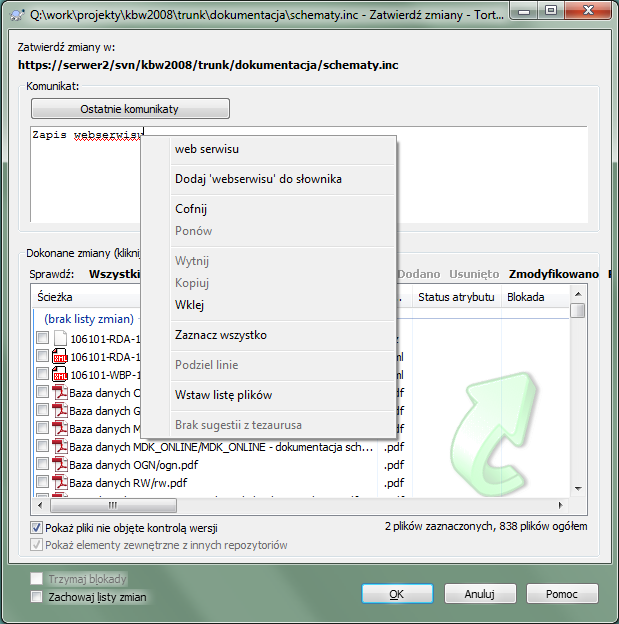 Q:\work\projekty\kbw2008\trunk\dokumentacja\schematy.inc - Zatwierdź zmiany - Tort...
Zatwierdź zmiany w:
https://serwer2/svn/kbw2008/trunk/dokumentacja/schematy.inc
Komunikat:
Ostatnie komunikaty
Zapis webserwisu
web serwisu
Dodaj 'webserwisu' do słownika
Cofnij
Ponów
Wytnij
Kopiuj
Wklej
Zaznacz wszystko
Podziel linie
Wstaw listę plików
Brak sugestii z tezaurusa
Dokonane zmiany (kliknij
Sprawdź: Wszystki Dodano Usunięto Zmodyfikowano
Ścieżka Status atrybutu Blokada
(brak listy zmian)
106101-RDA-1
106101-RDA-1 ml
106101-WBP-1 ml
Baza danych O .pdf
Baza danych G .pdf
Baza danych M .pdf
Baza danych MDK_ONLINE/MDK_ONLINE - dokumentacja sch... .pdf
Baza danych OGN/ogn.pdf .pdf
Baza danych RW/rw.pdf .pdf
Pokaż pliki nie objęte kontrolą wersji
2 plików zaznaczonych, 838 plików ogółem
Pokaż elementy zewnętrzne z innych repozytoriów
Trzymaj blokady
Zachowaj listy zmian
OK Anuluj Pomoc